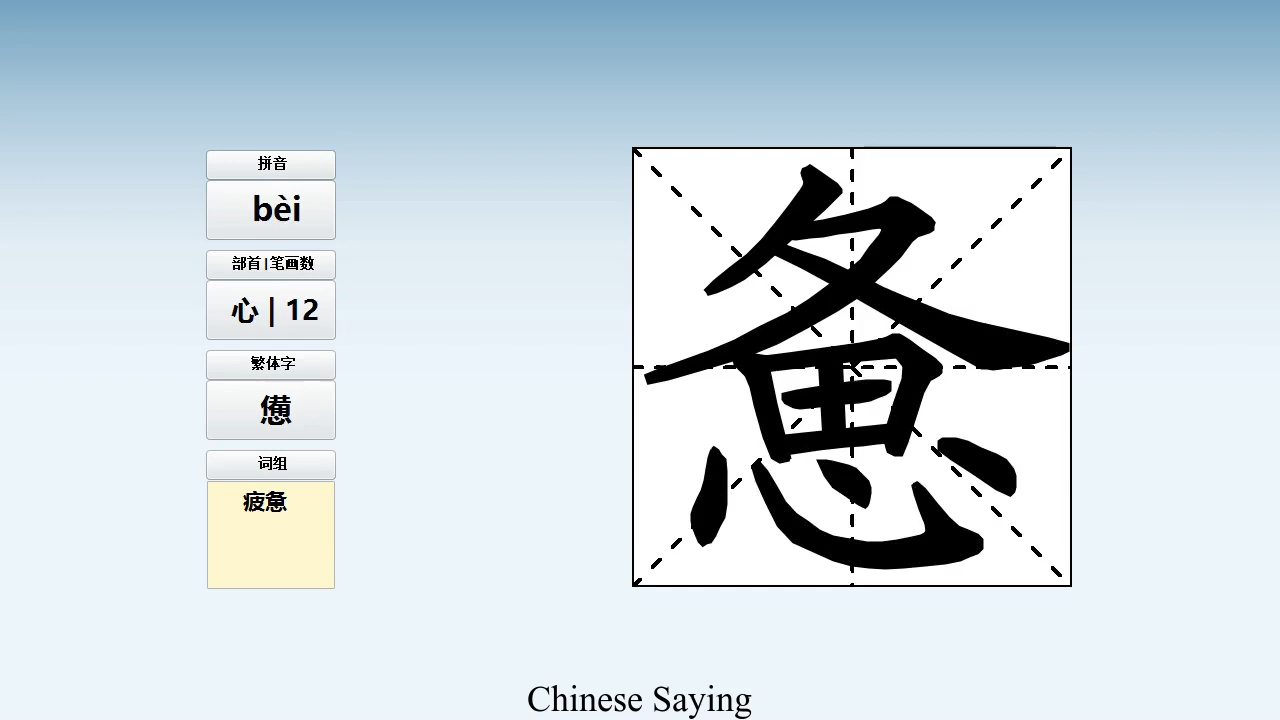 拼音
bèi
部首|笔画数
心 | 12
繁体字
憊
词组
疲惫
惫
Chinese Saying